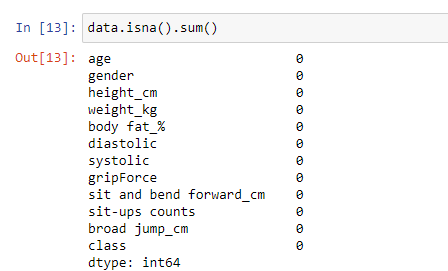 In [13]: data.isna().sum()
Out[13]: age 0
gender 0
height_cm 0
weight_kg 0
body fat_% 0
diastolic 0
systolic 0
gripForce 0
sit and bend forward_cm 0
sit-ups counts 0
broad jump_cm 0
class 0
dtype: int64